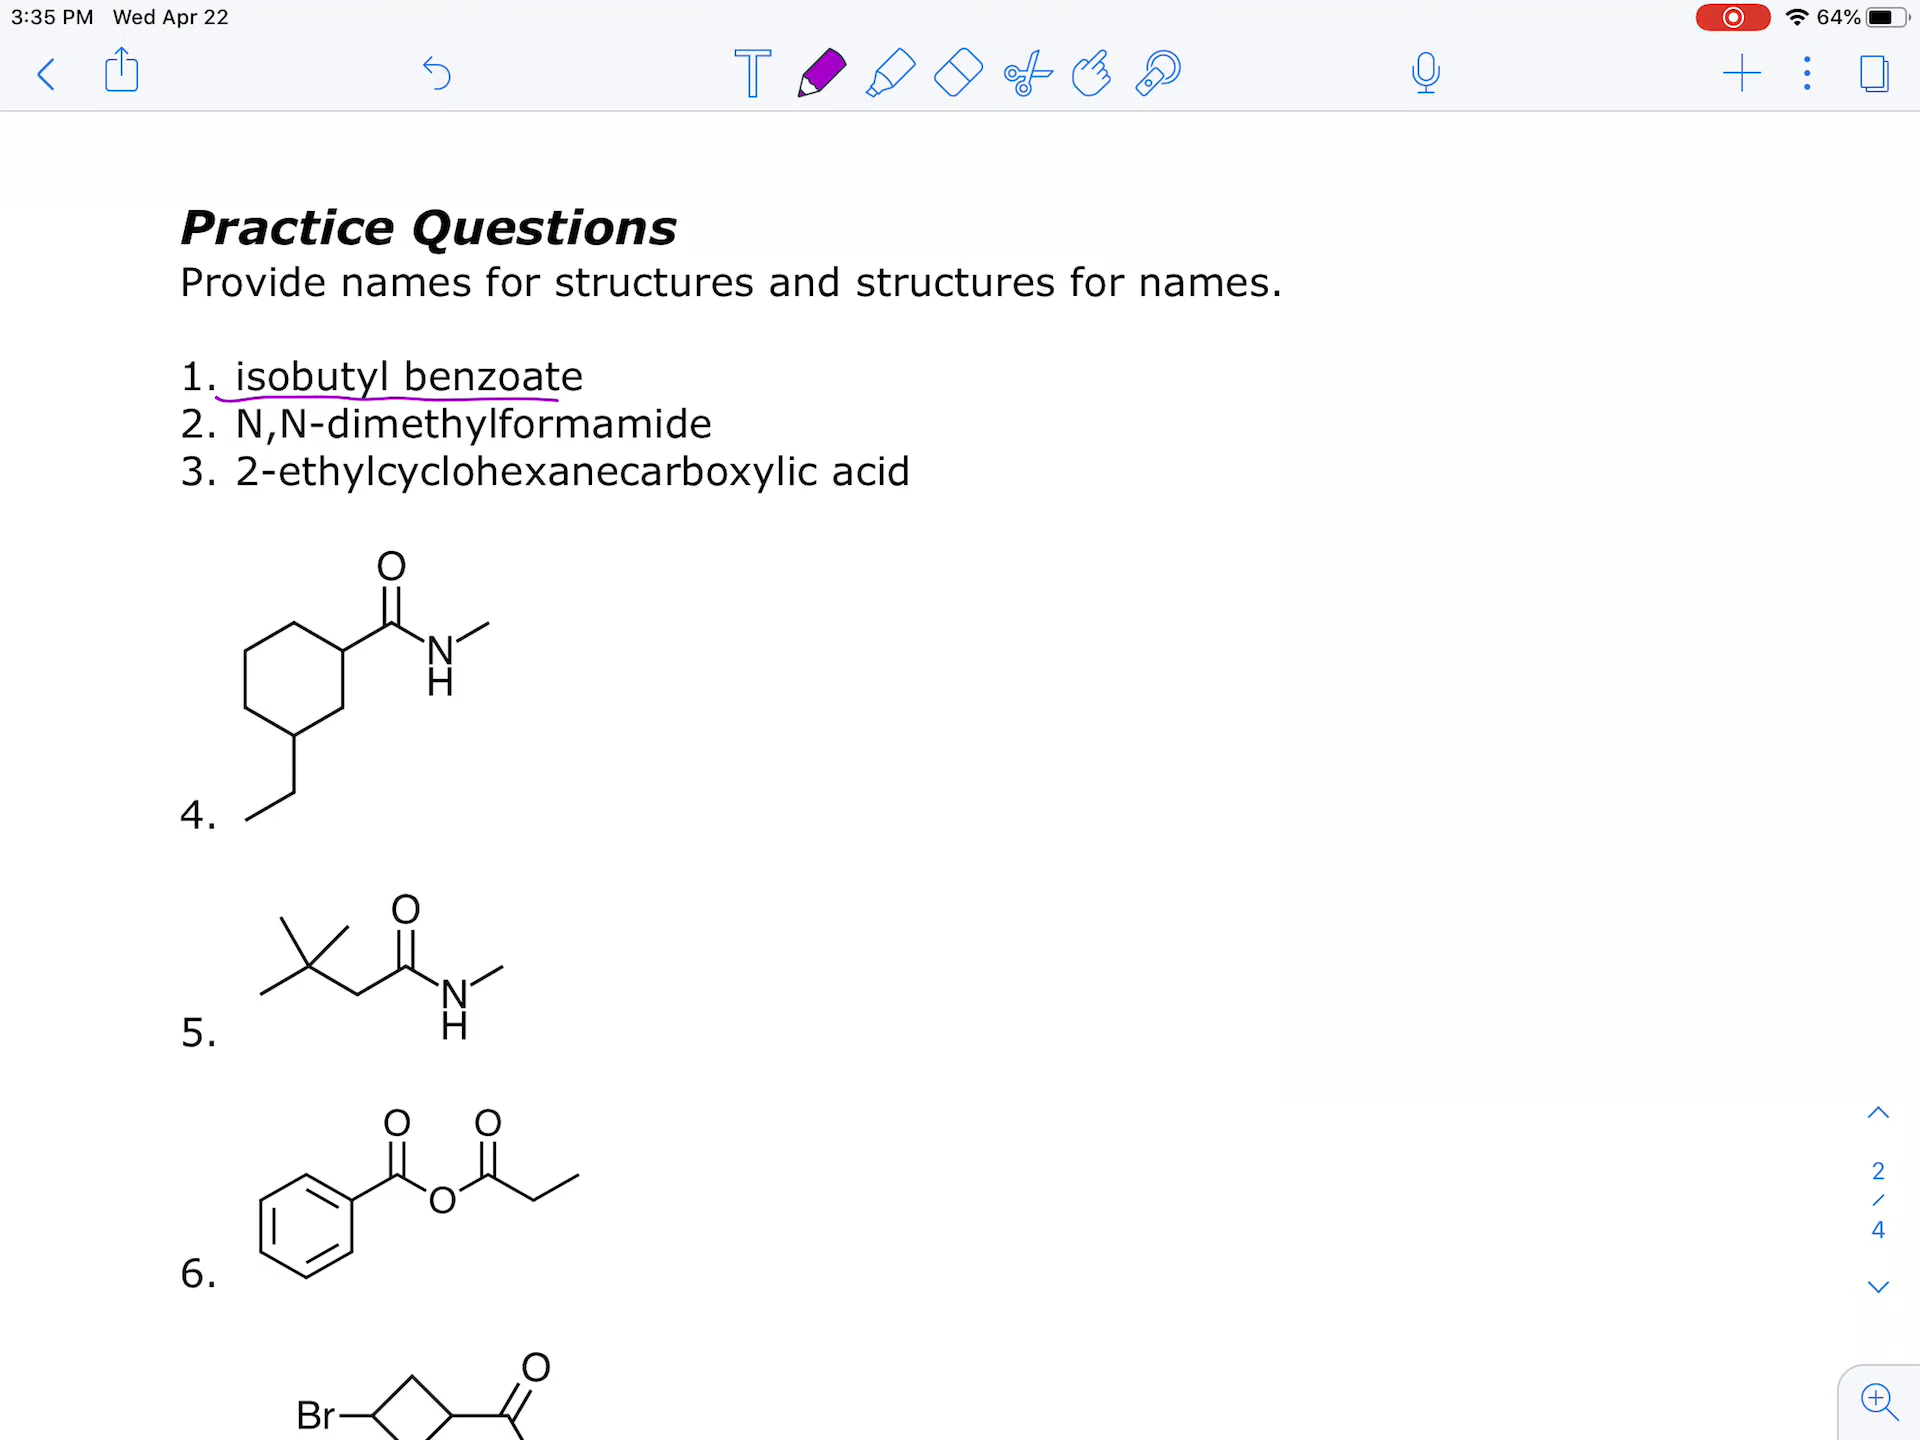 3:35 PM Wed Apr 22 64%
T
Practice Questions
Provide names for structures and structures for names.
1. isobutyl benzoate
2. N,N-dimethylformamide
3. 2-ethylcyclohexanecarboxylic acid
O
N
H
4.
O
N
H
5.
O O
O
6.
O
Br
2
/
4